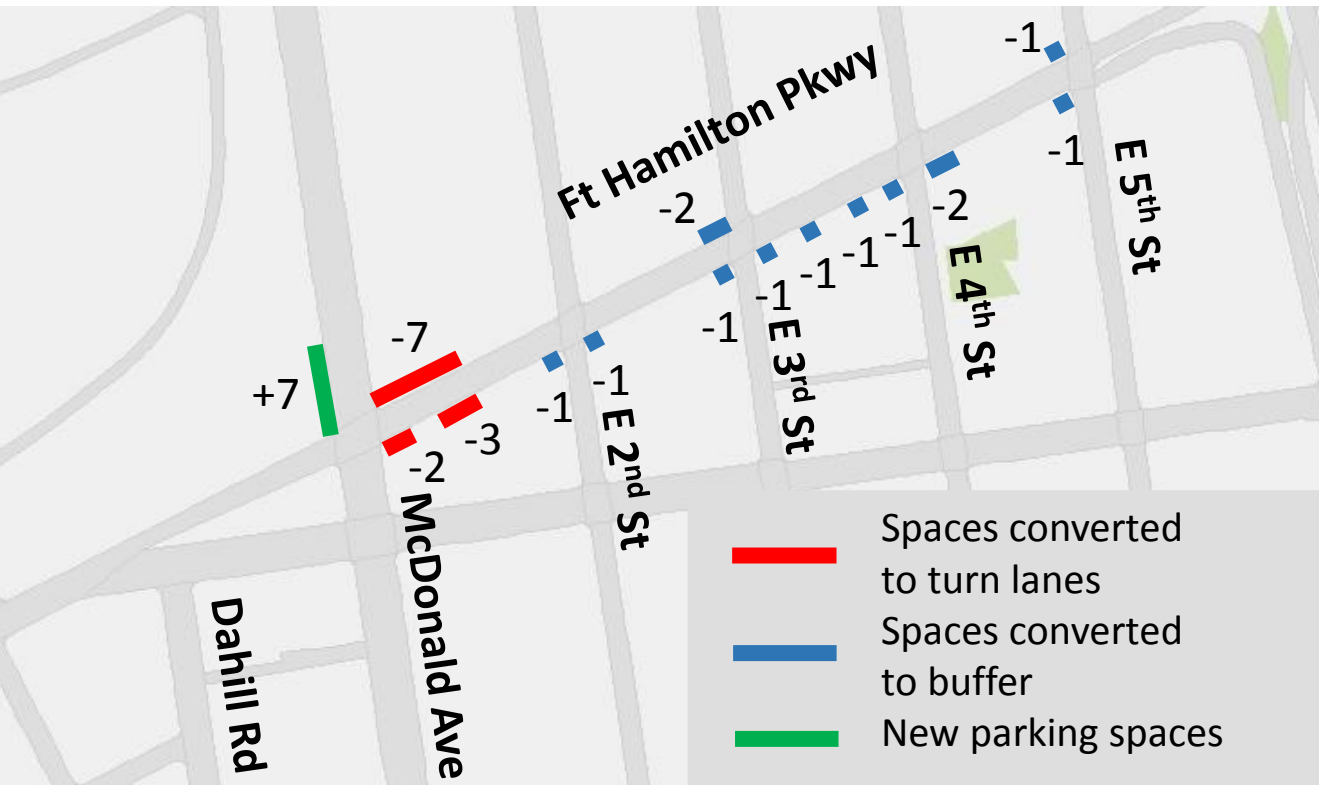 -1
Ft Hamilton Pkwy
-1
E 5th St
-2
-2
-1
-1
-1
-1
-1
E 4th St
E 3rd St
-7
+7
-1
-1
-3
-2
E 2nd St
McDonald Ave
Dahill Rd
Spaces converted
to turn lanes
Spaces converted
to buffer
New parking spaces